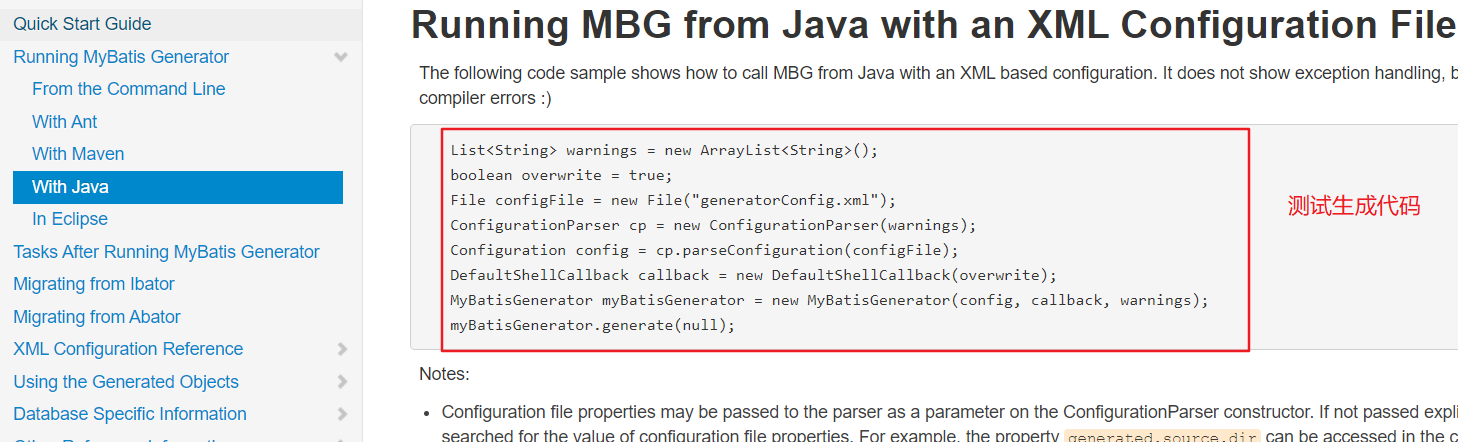 Quick Start Guide
Running MyBatis Generator
From the Command Line
With Ant
With Maven
With Java
In Eclipse
Tasks After Running MyBatis Generator
Migrating from Ibator
Migrating from Abator
XML Configuration Reference
Using the Generated Objects
Database Specific Information
Running MBG from Java with an XML Configuration File
The following code sample shows how to call MBG from Java with an XML based configuration. It does not show exception handling,
compiler errors :)
List<String> warnings = new ArrayList<String>();
boolean overwrite = true;
File configFile = new File("generatorConfig.xml");
ConfigurationParser cp = new ConfigurationParser(warnings);
Configuration config = cp.parseConfiguration(configFile);
DefaultShellCallback callback = new DefaultShellCallback(overwrite);
MyBatisGenerator myBatisGenerator = new MyBatisGenerator(config, callback, warnings);
myBatisGenerator.generate(null);
测试生成代码
Notes:
• Configuration file properties may be passed to the parser as a parameter on the ConfigurationParser constructor. If not passed
searched for the value of configuration file properties. For example, the property generated.source.dir can be accessed in the